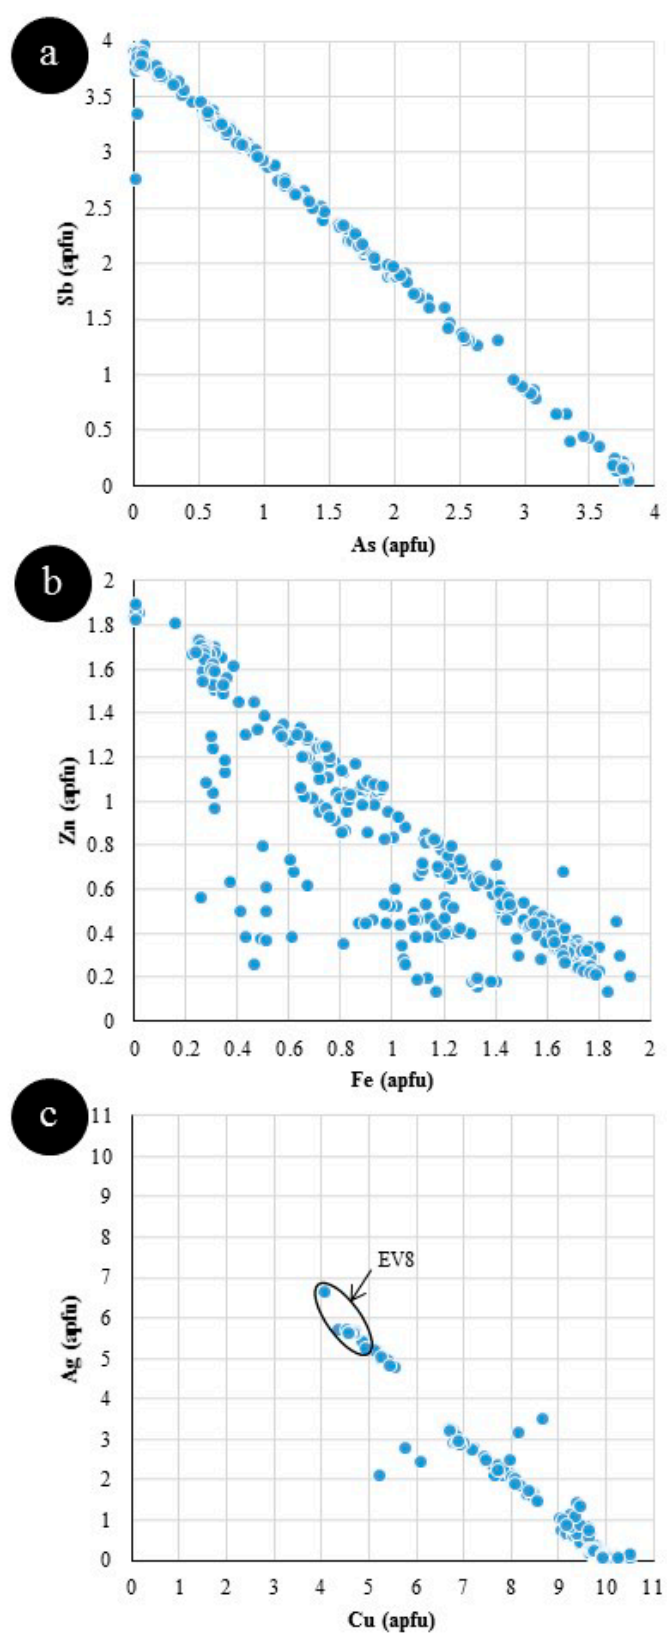 a
4
3.5
3
2.5
2
1.5
1
0.5
0
Sb (apfu)
0 0.5 1 1.5 2 2.5 3 3.5 4
As (apfu)
b
2
1.8
1.6
1.4
1.2
1
0.8
0.6
0.4
0.2
0
Zn (apfu)
0 0.2 0.4 0.6 0.8 1 1.2 1.4 1.6 1.8 2
Fe (apfu)
c
11
10
9
8
7
6
5
4
3
2
1
0
Ag (apfu)
EV8
0 1 2 3 4 5 6 7 8 9 10 11
Cu (apfu)